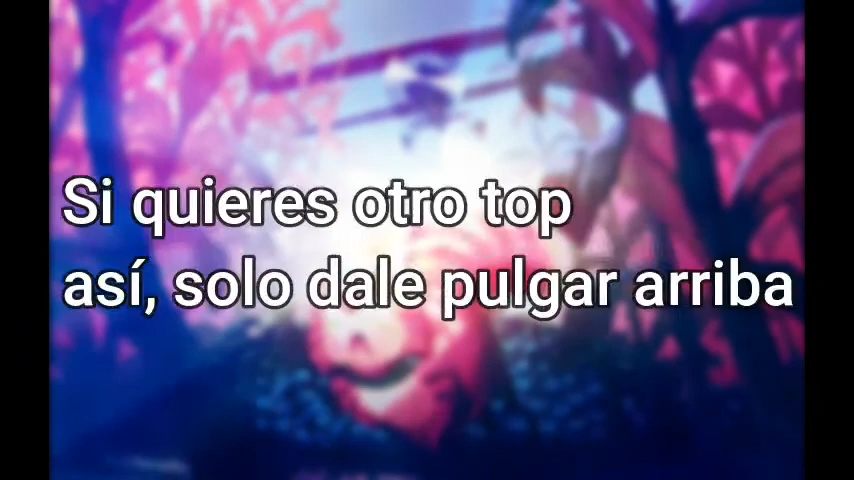 Si quieres otro top
así, solo dale pulgar arriba